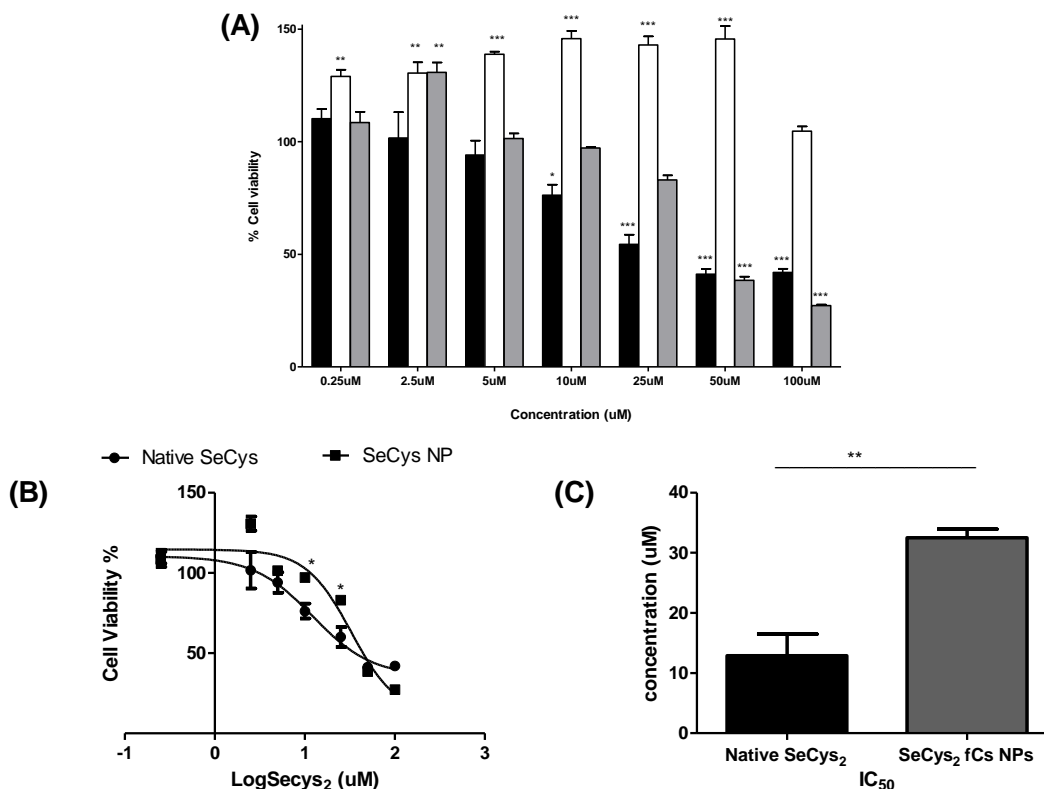 (A)
150
100
50
0
% Cell viability
** ** ** *** *** *** ***
* *** *** *** *** ***
0.25uM 2.5uM 5uM 10uM 25uM 50uM 100uM
Concentration (uM)
Native SeCys SeCys NP
(B)
150
100
50
Cell Viability %
* *
-1 0 1 2 3
LogSecys₂ (uM)
(C)
**
40
30
20
10
0
concentration (uM)
Native SeCys₂ SeCys₂ fCs NPs
IC₅₀